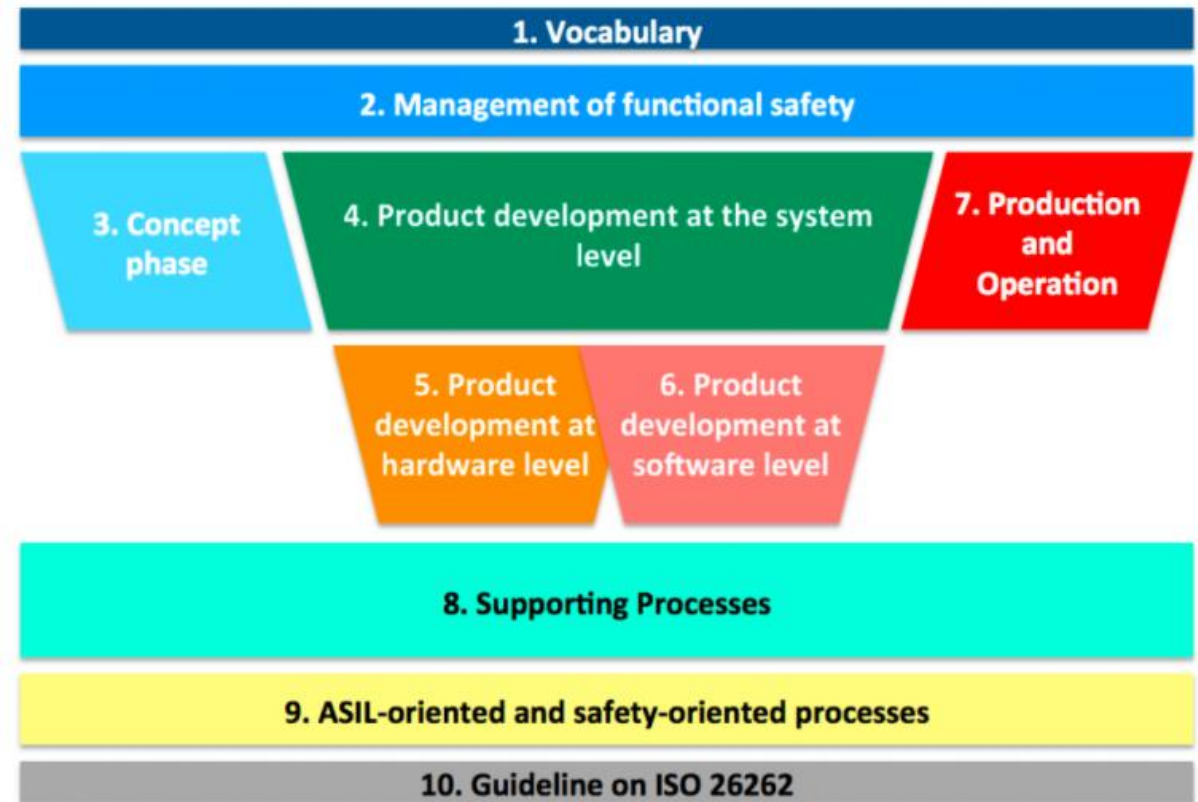 1. Vocabulary
2. Management of functional safety
3. Concept
phase
4. Product development at the system
level
7. Production
and
Operation
5. Product
development at
hardware level
6. Product
development at
software level
8. Supporting Processes
9. ASIL-oriented and safety-oriented processes
10. Guideline on ISO 26262